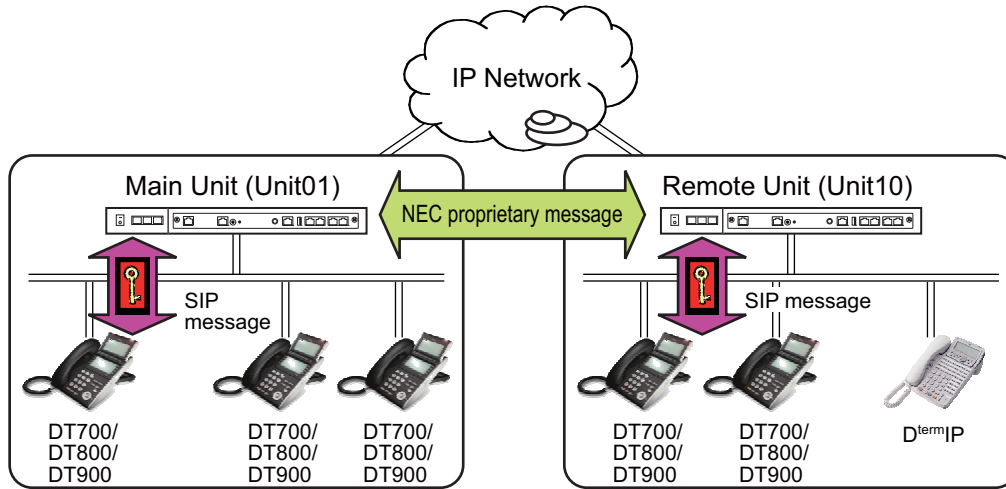 IP Network
Main Unit (Unit01)
NEC proprietary message
Remote Unit (Unit10)
SIP
message
SIP message
DT700/
DT800/
DT900
DT700/
DT800/
DT900
DT700/
DT800/
DT900
DT700/
DT800/
DT900
DT700/
DT800/
DT900
DtermIP